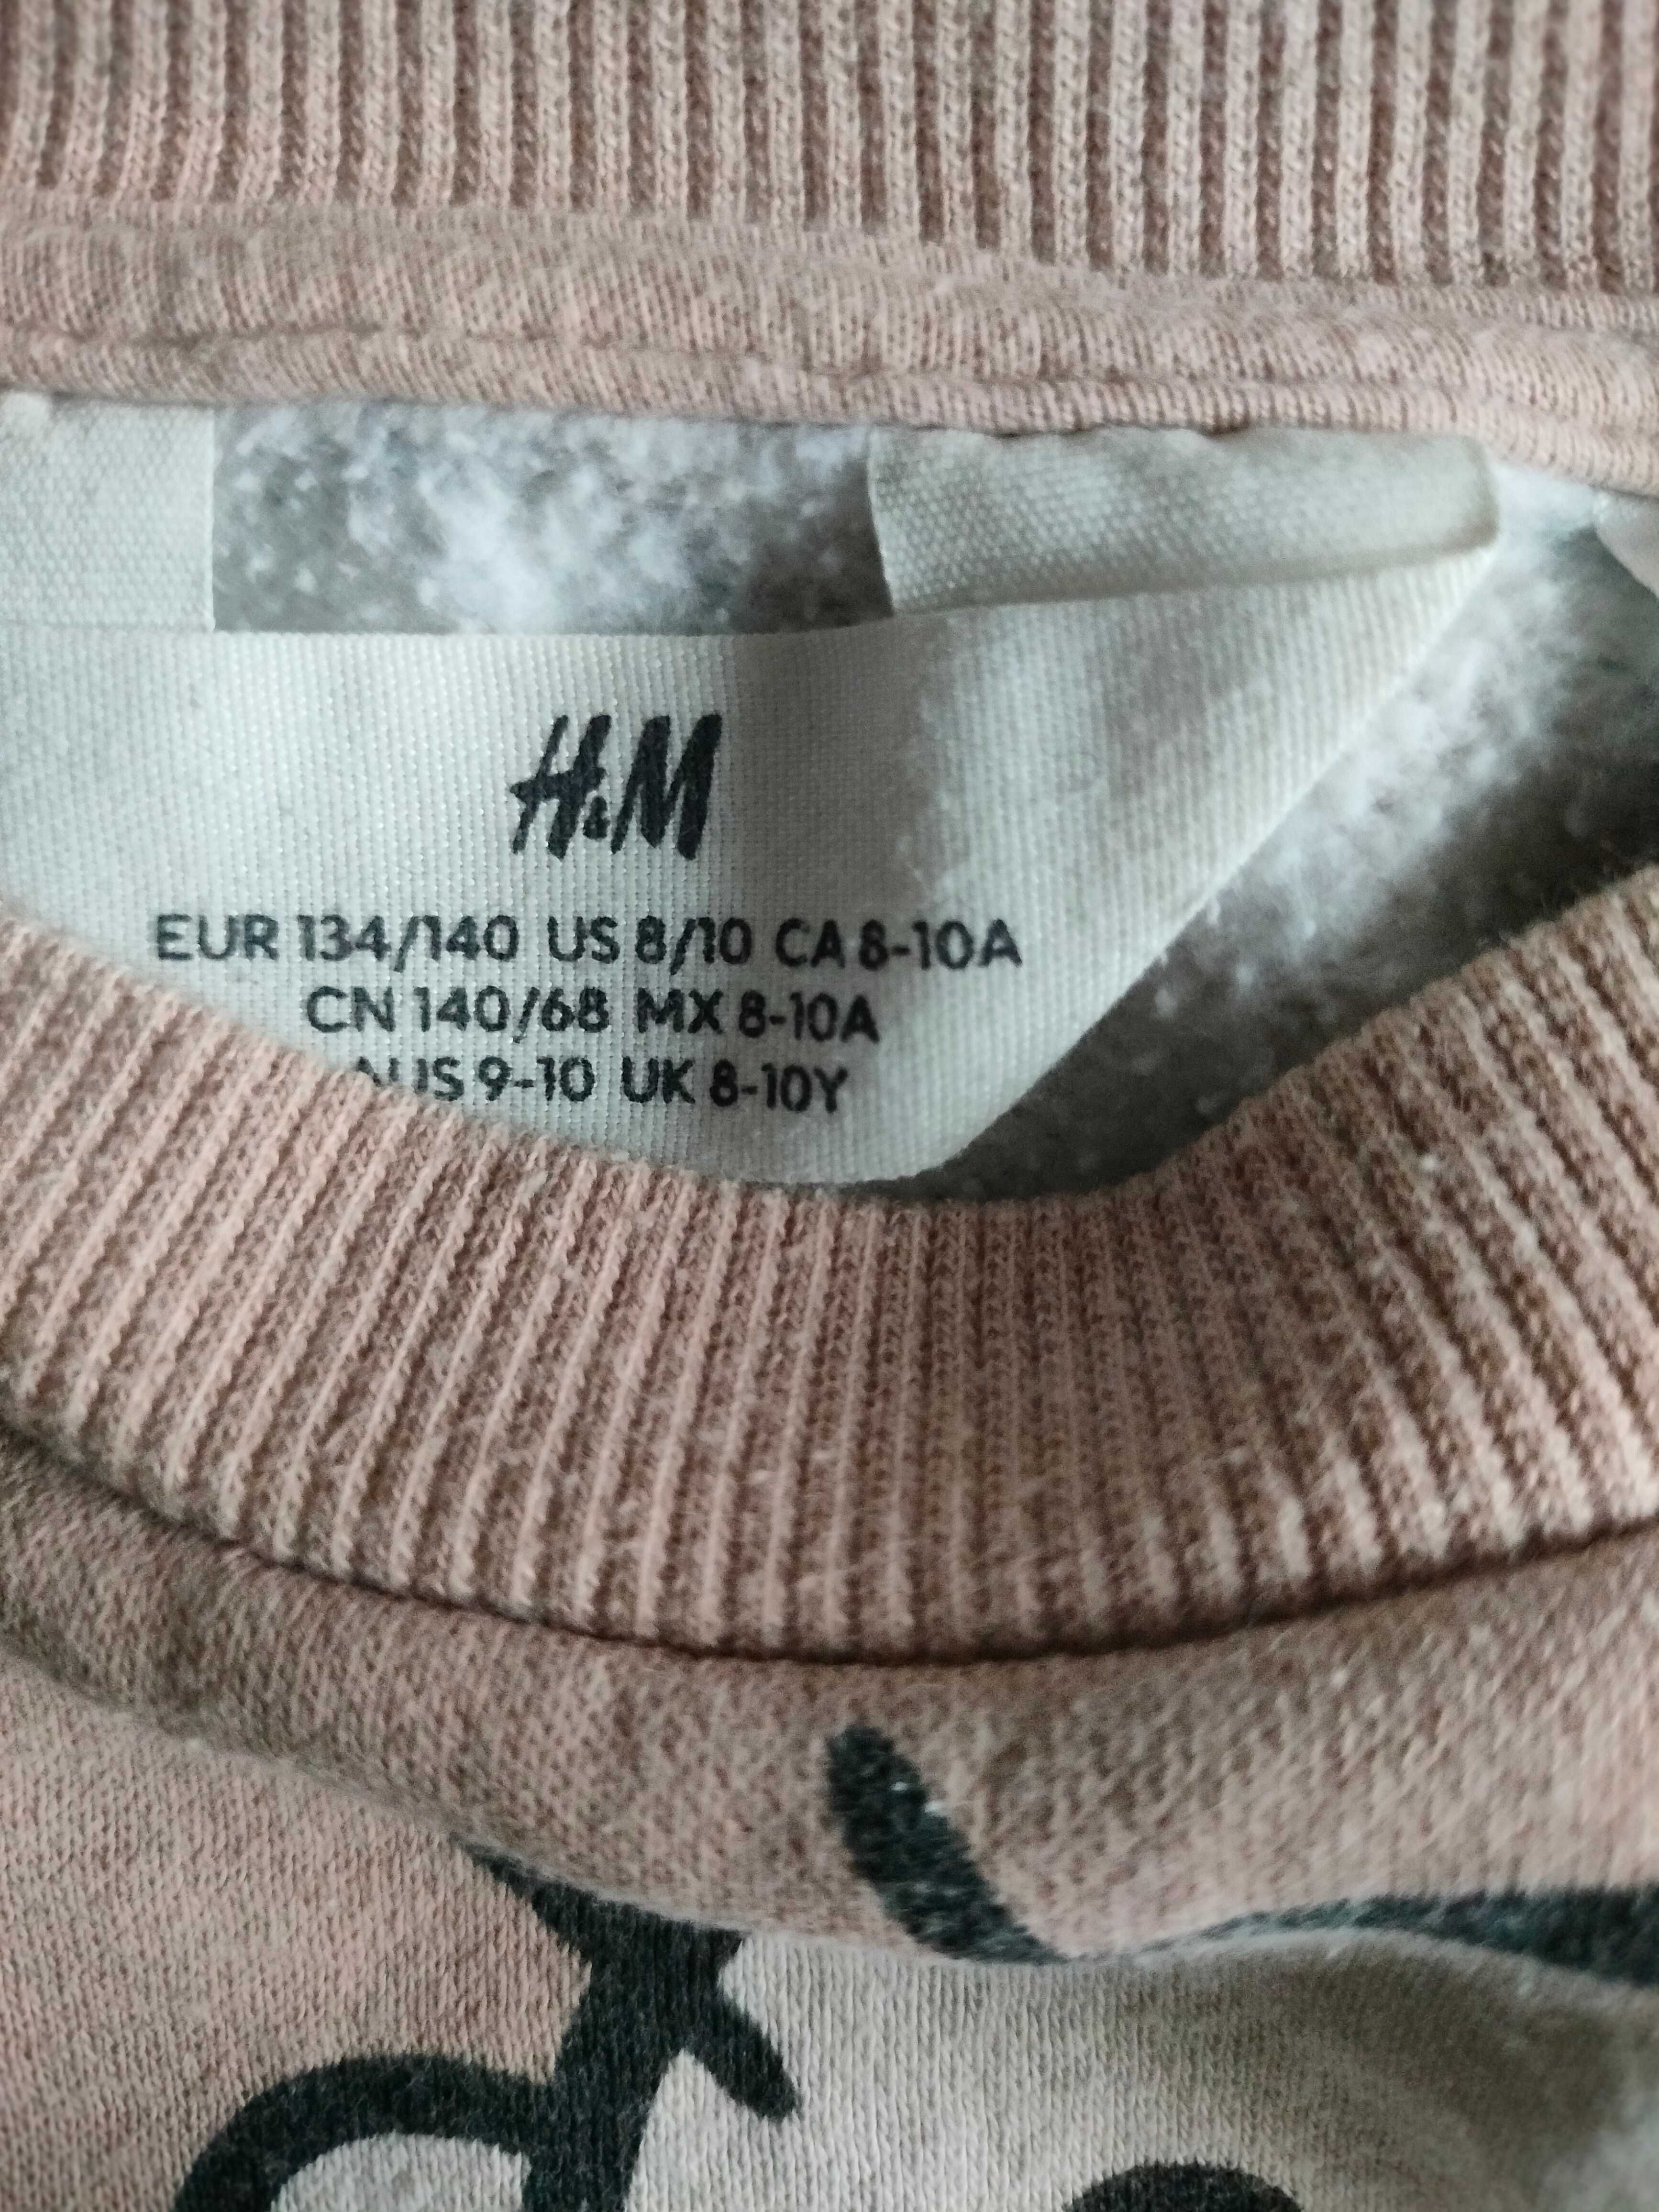 H&M
EUR 134/140 US 8/10 CA 8-10A
CN 140/68 MX 8-10A
AUS 9-10 UK 8-10Y